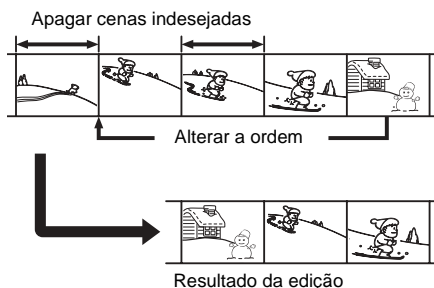 Apagar cenas indesejadas
Alterar a ordem
Resultado da edição